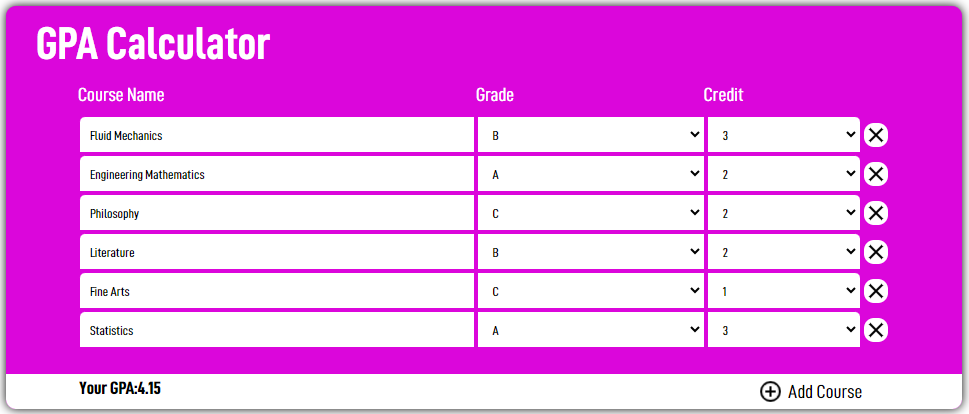 GPA Calculator
Course Name Grade Credit
Fluid Mechanics B 3
Engineering Mathematics A 2
Philosophy C 2
Literature B 2
Fine Arts C 1
Statistics A 3
Your GPA:4.15 Add Course